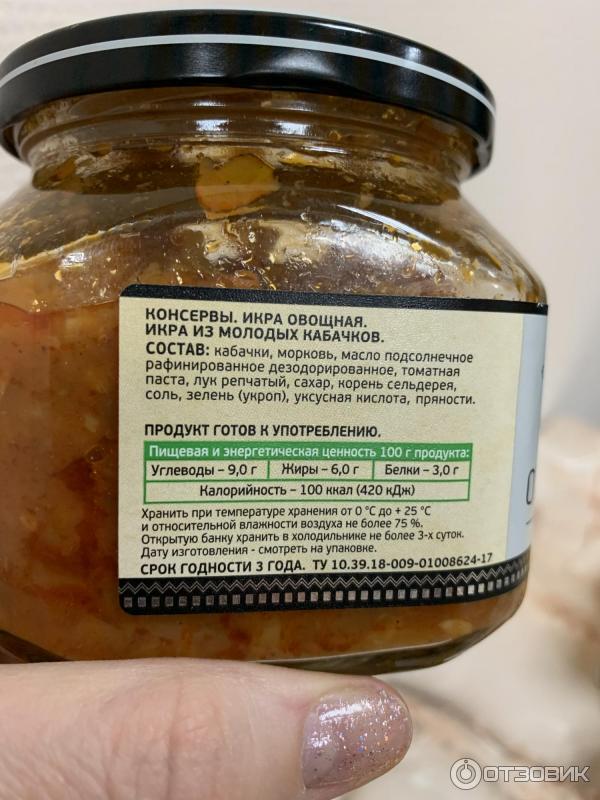 КОНСЕРВЫ. ИКРА ОВОЩНАЯ.
ИКРА ИЗ МОЛОДЫХ КАБАЧКОВ.
СОСТАВ: кабачки, морковь, масло подсолнечное
рафинированное дезодорированное, томатная
паста, лук репчатый, сахар, корень сельдерея,
соль, зелень (укроп), уксусная кислота, пряности.
ПРОДУКТ ГОТОВ К УПОТРЕБЛЕНИЮ.
Пищевая и энергетическая ценность 100 г продукта:
Углеводы – 9,0 г Жиры – 6,0 г Белки – 3,0 г
Калорийность – 100 ккал (420 кДж)
Хранить при температуре хранения от 0 °С до + 25 °С
и относительной влажности воздуха не более 75 %.
Открытую банку хранить в холодильнике не более 3-х суток.
Дату изготовления - смотреть на упаковке.
СРОК ГОДНОСТИ 3 ГОДА. ТУ 10.39.18-009-01008624-17
ОТЗОВИК